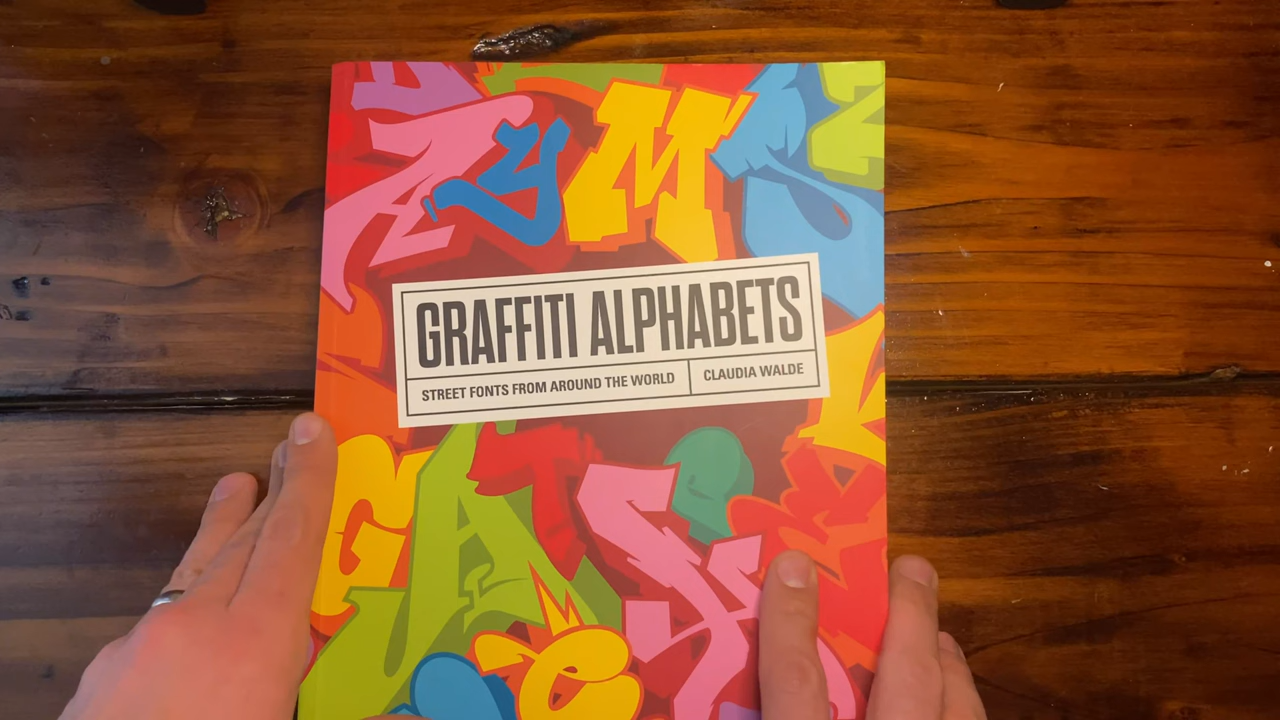 GRAFFITI ALPHABETS
STREET FONTS FROM AROUND THE WORLD
CLAUDIA WALDE